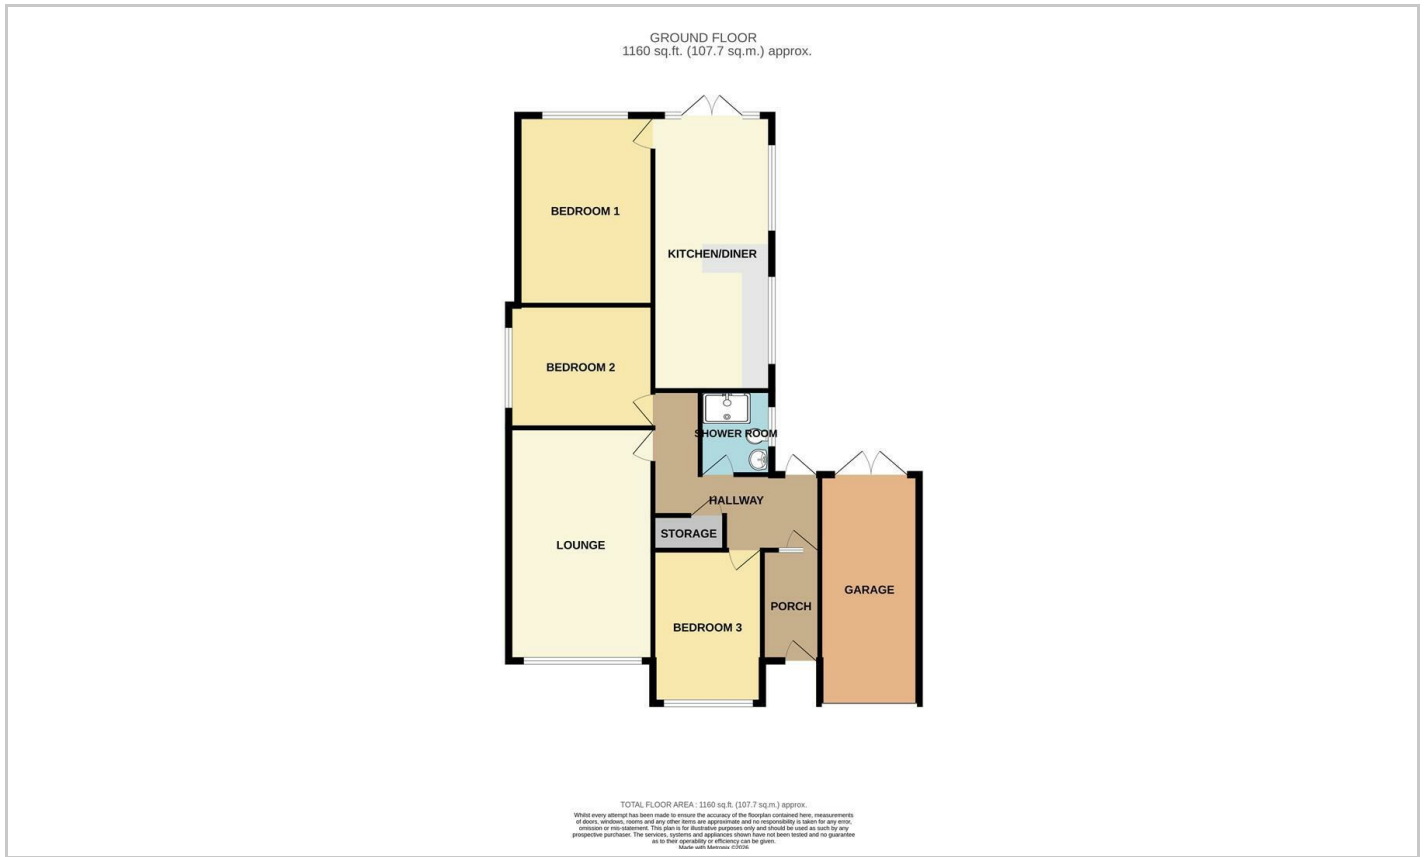 GROUND FLOOR
1160 sq.ft. (107.7 sq.m.) approx.
BEDROOM 1
KITCHEN/DINER
BEDROOM 2
SHOWER ROOM
HALLWAY
STORAGE
LOUNGE
GARAGE
PORCH
BEDROOM 3
TOTAL FLOOR AREA : 1160 sq.ft. (107.7 sq.m.) approx.
Whilst every attempt has been made to ensure the accuracy of the floorplan contained here, measurements
of doors, windows, rooms and any other items are approximate and no responsibility is taken for any error,
omission or mis-statement. This plan is for illustrative purposes only and should be used as such by any
prospective purchaser. The services, systems and appliances shown have not been tested and no guarantee
as to their operability or efficiency can be given.
Made with Metropix ©2026